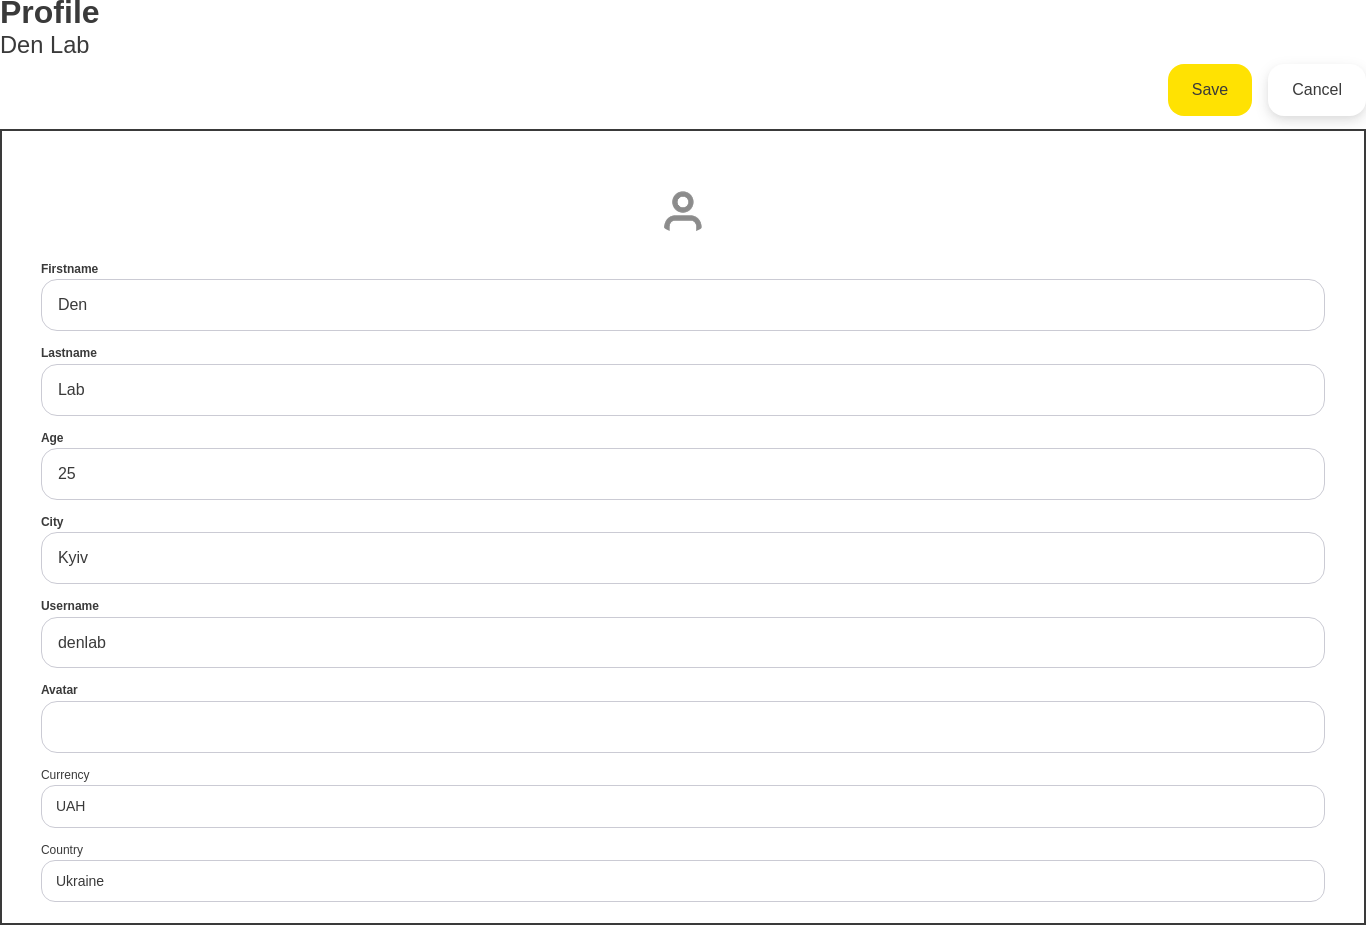 Profile
Den Lab
Save
Cancel
Firstname
Den
Lastname
Lab
Age
25
City
Kyiv
Username
denlab
Avatar
Currency
UAH
Country
Ukraine